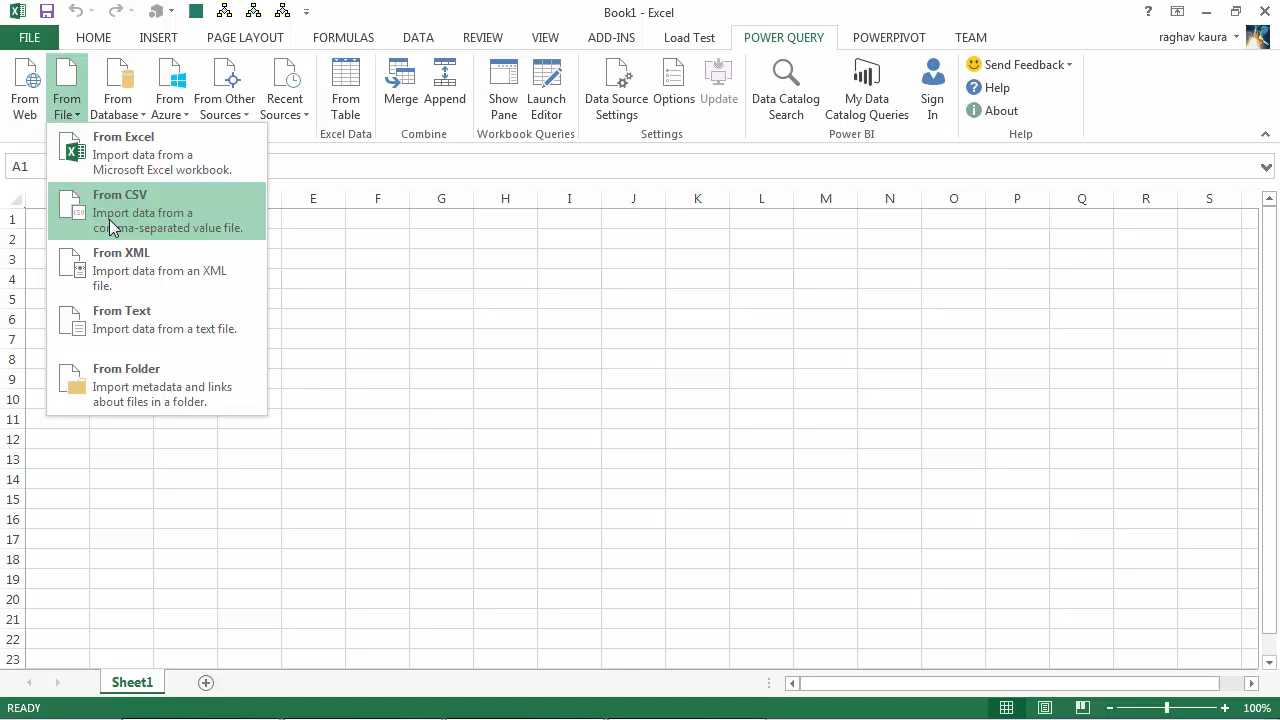 Book1 - Excel
?
FILE HOME INSERT PAGE LAYOUT FORMULAS DATA REVIEW VIEW ADD-INS Load Test POWER QUERY POWERPIVOT TEAM raghav kaura
From Web
From File
From Database
From Azure
From Other Sources
Recent Sources
From Table
Excel Data
Merge
Append
Combine
Show Pane
Launch Editor
Workbook Queries
Data Source Settings
Options
Update
Settings
Data Catalog Search
My Data Catalog Queries
Sign In
Power BI
Send Feedback
Help
About
Help
From Excel
Import data from a
Microsoft Excel workbook.
From CSV
Import data from a
comma-separated value file.
From XML
Import data from an XML
file.
From Text
Import data from a text file.
From Folder
Import metadata and links
about files in a folder.
A1
E F G H I J K L M N O P Q R S
1
2
3
4
5
6
7
8
9
10
11
12
13
14
15
16
17
18
19
20
21
22
23
Sheet1
READY
100%